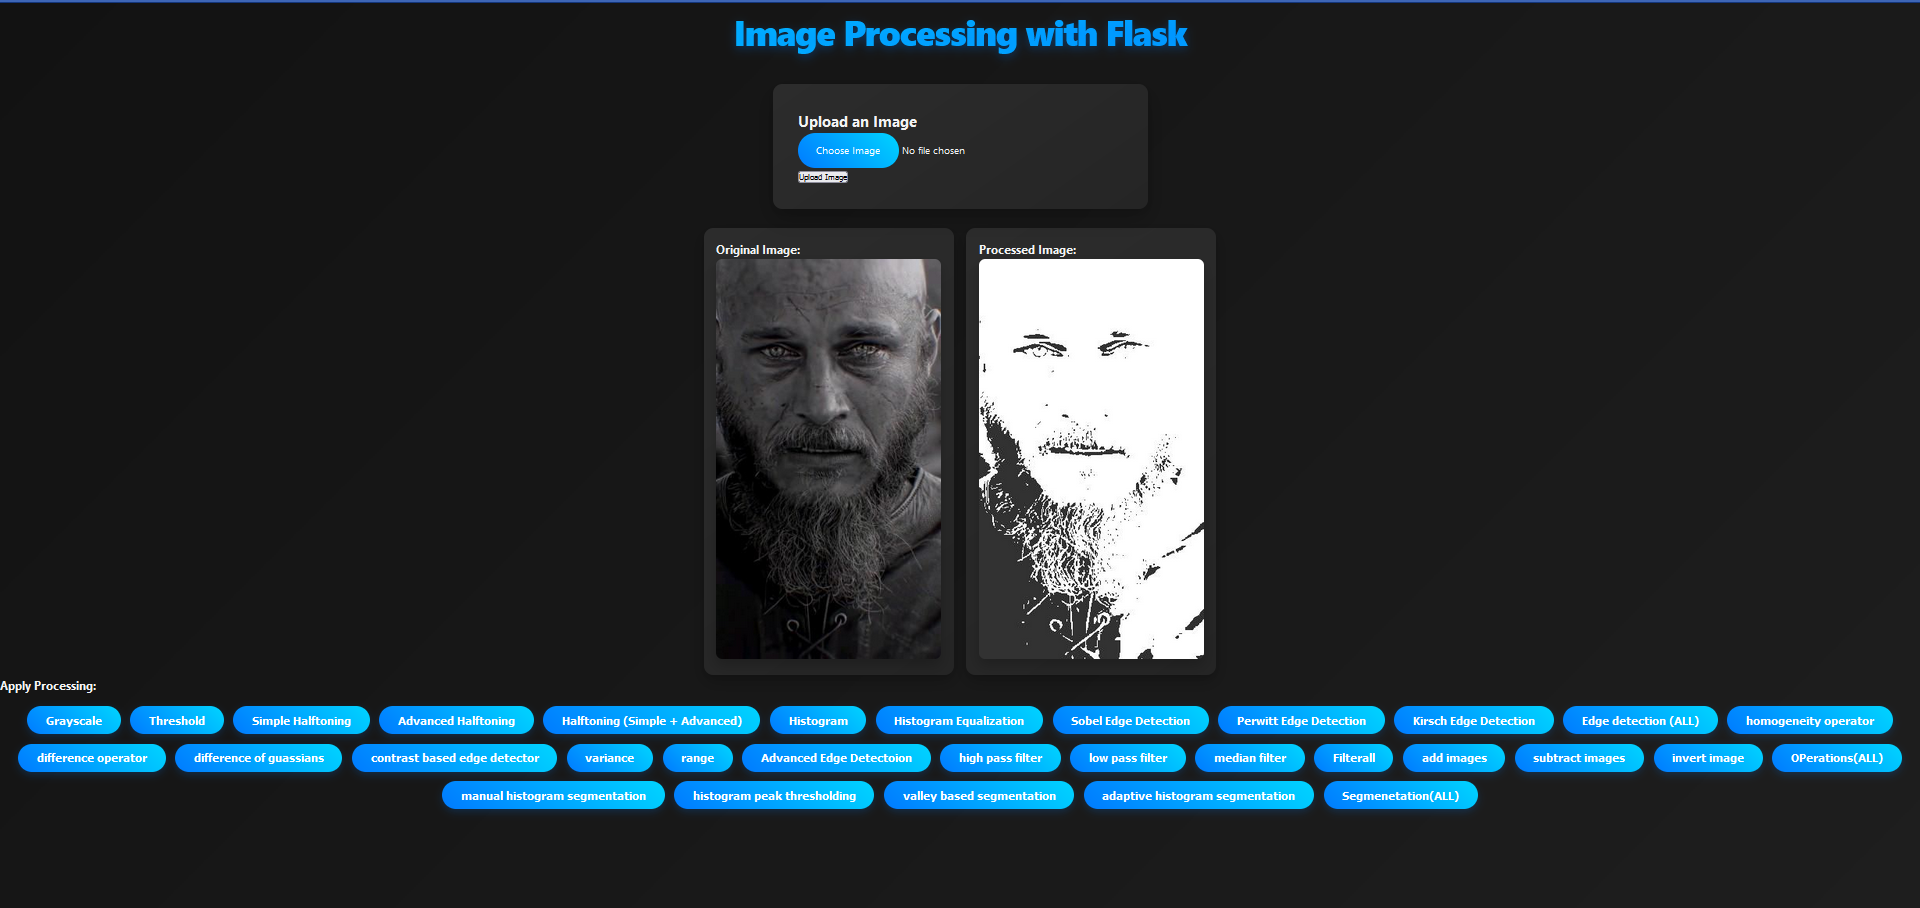 Image Processing with Flask
Upload an Image
Choose Image No file chosen
Upload Image
Original Image:
Processed Image:
Apply Processing:
Grayscale Threshold Simple Halftoning Advanced Halftoning Halftoning (Simple + Advanced) Histogram Histogram Equalization Sobel Edge Detection Perwitt Edge Detection Kirsch Edge Detection Edge detection (ALL) homogeneity operator
difference operator difference of guassians contrast based edge detector variance range Advanced Edge Detectoion high pass filter low pass filter median filter Filterall add images subtract images invert image OPerations(ALL)
manual histogram segmentation histogram peak thresholding valley based segmentation adaptive histogram segmentation Segmenetation(ALL)